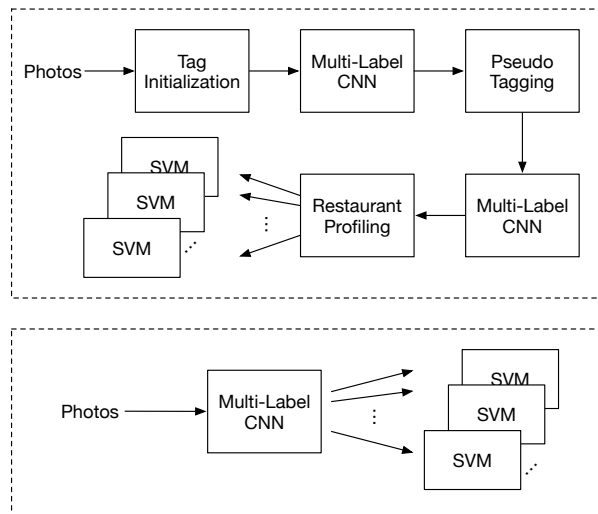 Photos
Tag
Initialization
Multi-Label
CNN
Pseudo
Tagging
Multi-Label
CNN
Restaurant
Profiling
...
SVM
SVM
SVM
...
Photos
Multi-Label
CNN
...
SVM
SVM
SVM
...